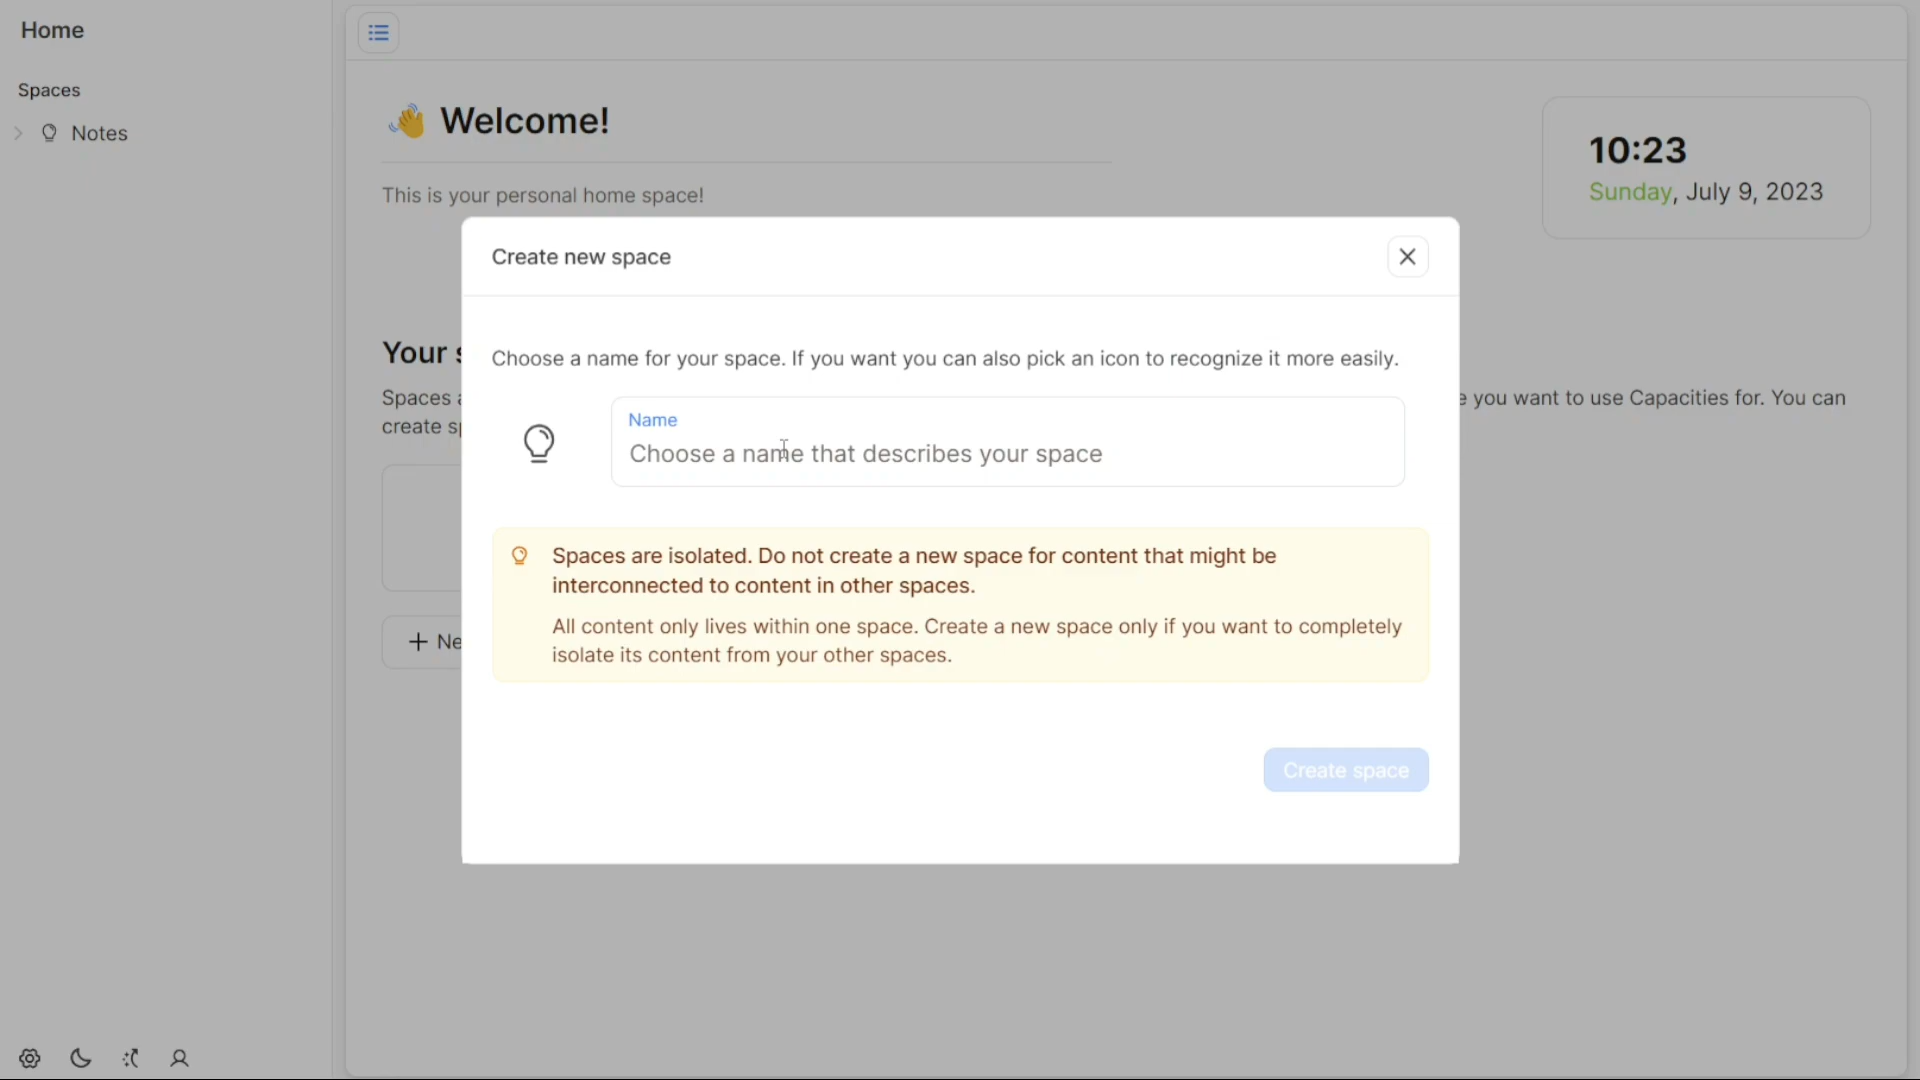 Home
Spaces
Notes
Welcome!
This is your personal home space!
10:23
Sunday, July 9, 2023
Your s
Spaces a
create sp
e you want to use Capacities for. You can
+ Ne
Create new space
Choose a name for your space. If you want you can also pick an icon to recognize it more easily.
Name
Choose a name that describes your space
Spaces are isolated. Do not create a new space for content that might be
interconnected to content in other spaces.
All content only lives within one space. Create a new space only if you want to completely
isolate its content from your other spaces.
Create space